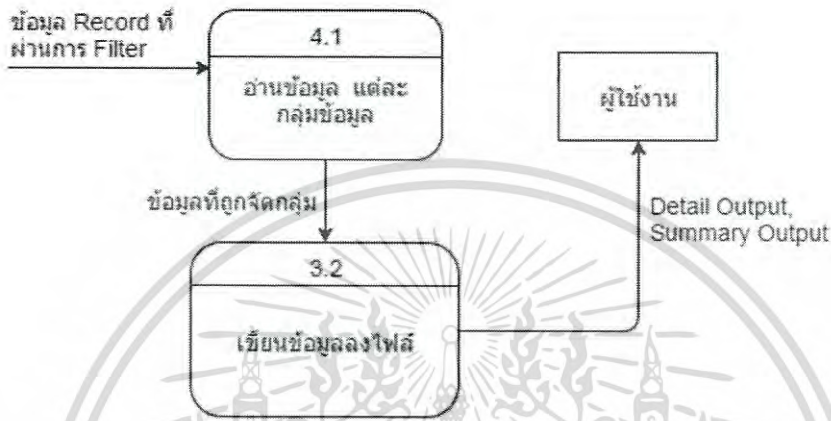 ข้อมูล Record ที่
ผ่านการ Filter
4.1
อ่านข้อมูล แต่ละ
กลุ่มข้อมูล
ผู้ใช้งาน
ข้อมูลที่ถูกจัดกลุ่ม
Detail Output,
Summary Output
3.2
เขียนข้อมูลลงไฟล์